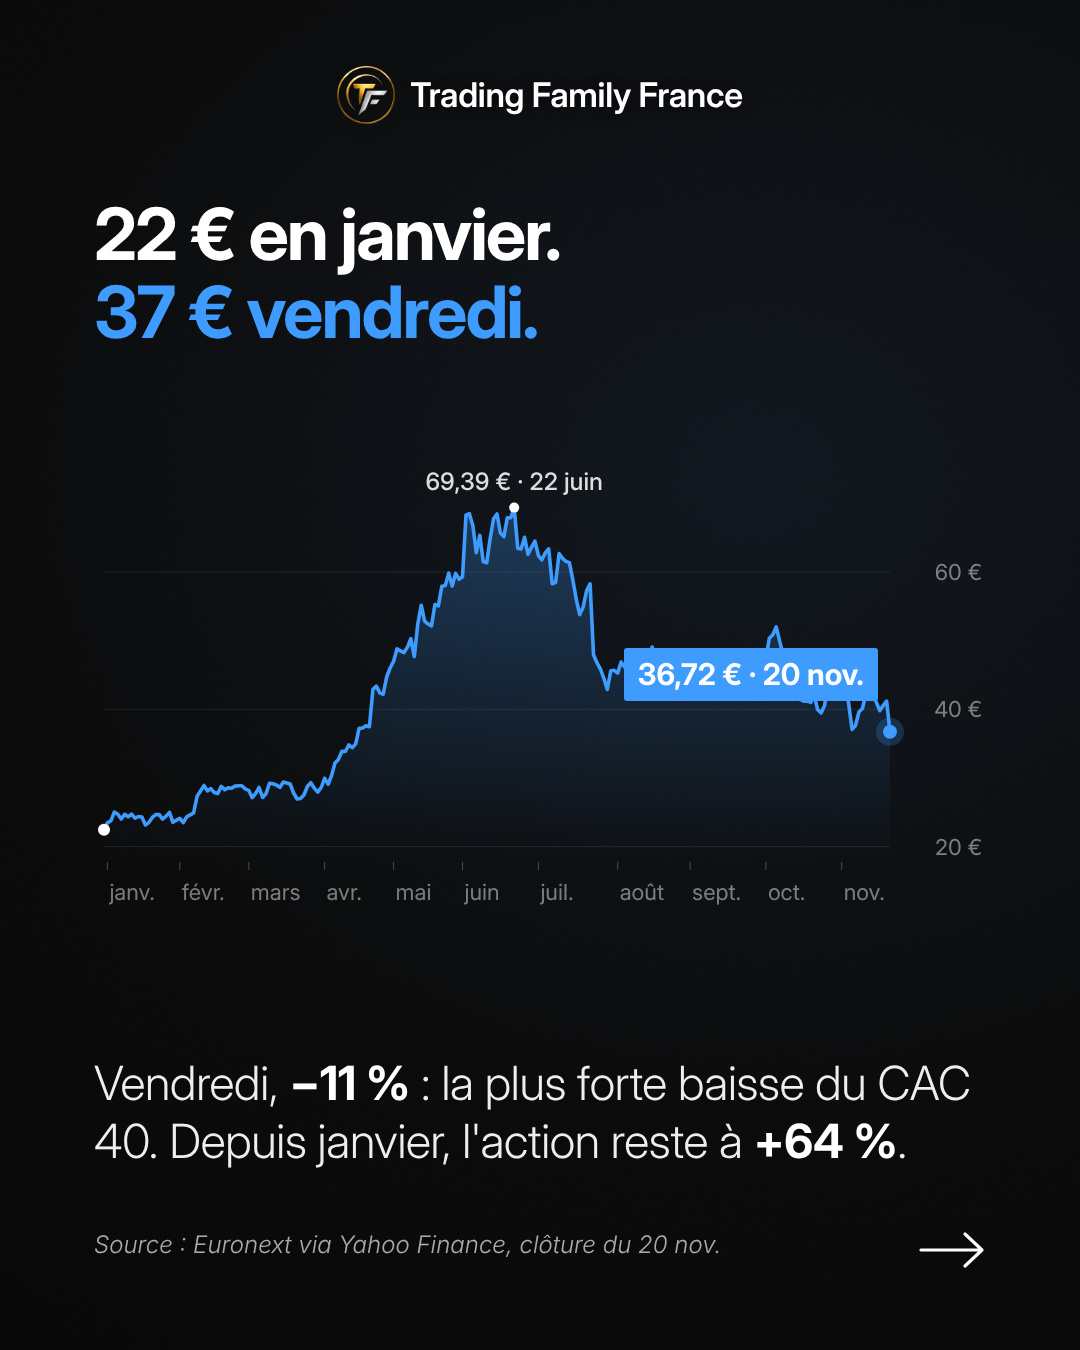 TF Trading Family France
22 € en janvier.
37 € vendredi.
69,39 € · 22 juin
60 €
36,72 € · 20 nov.
40 €
20 €
janv. févr. mars avr. mai juin juil. août sept. oct. nov.
Vendredi, −11 % : la plus forte baisse du CAC
40. Depuis janvier, l'action reste à +64 %.
Source : Euronext via Yahoo Finance, clôture du 20 nov.